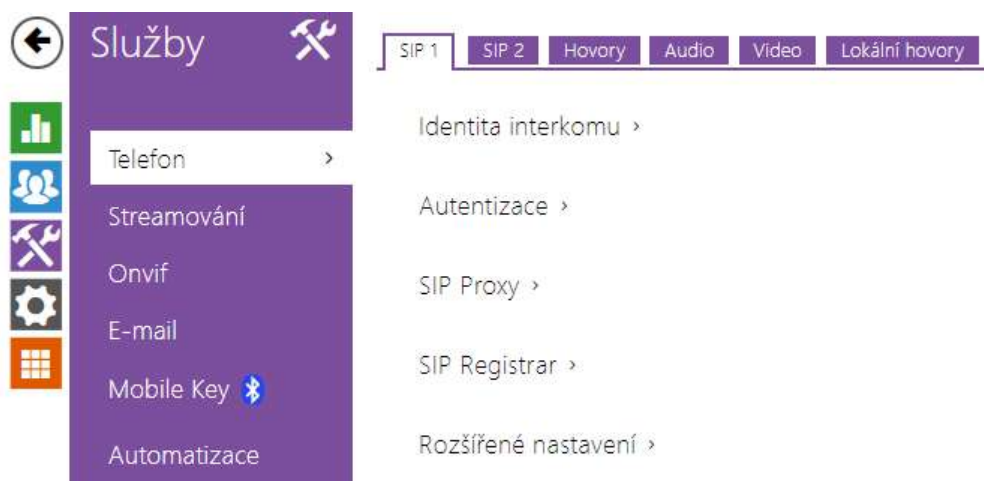 Služby
Telefon
Streamování
Onvif
E-mail
Mobile Key
Automatizace
SIP 1 SIP 2 Hovory Audio Video Lokální hovory
Identita interkomu
Autentizace
SIP Proxy
SIP Registrar
Rozšířené nastavení